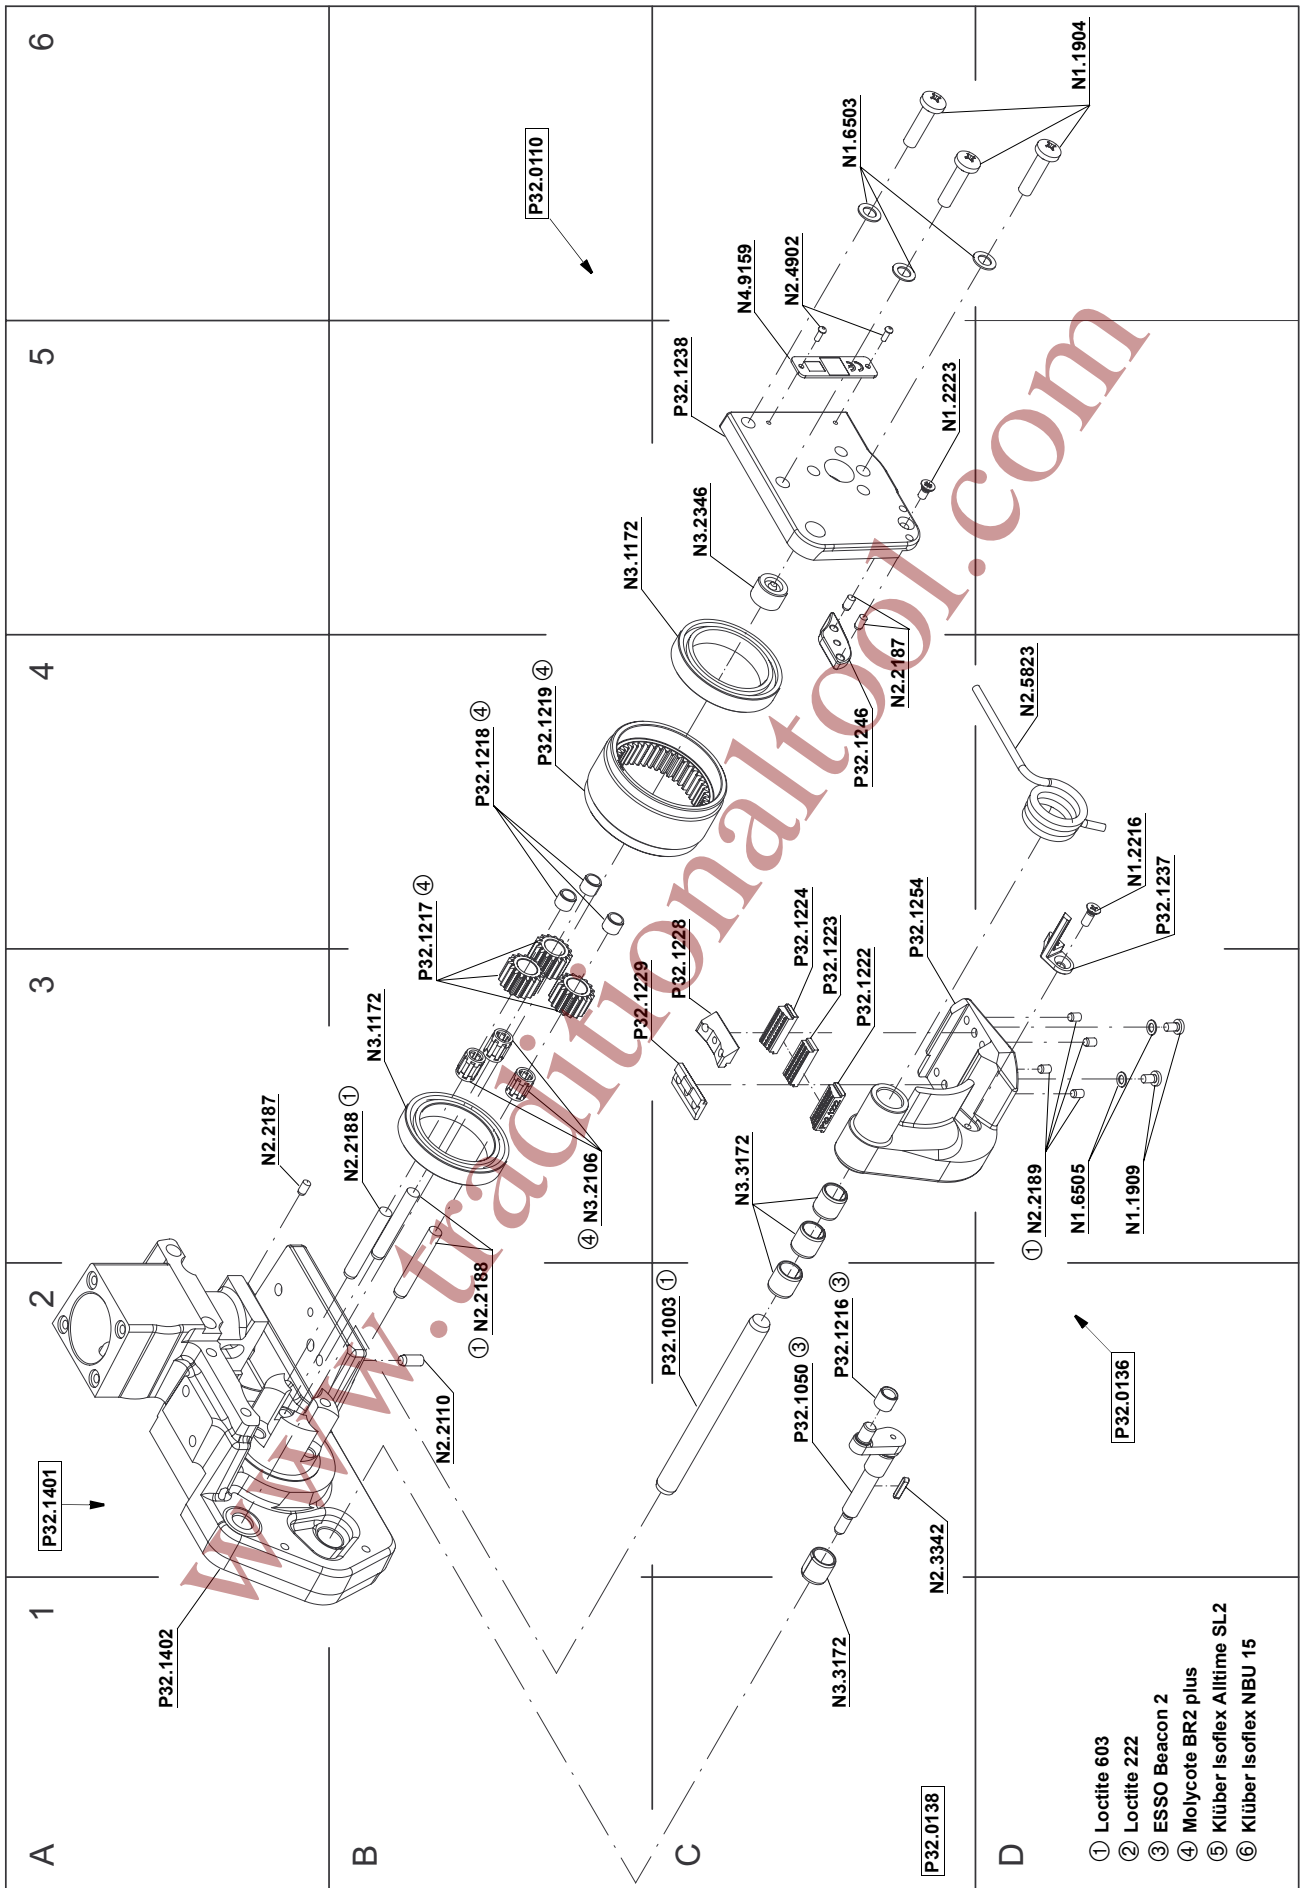 6
5
4
3
2
1
A
B
C
D
P32.0110
N1.1904
N1.6503
N4.9159
N2.4902
P32.1238
N1.2223
N3.2346
N3.1172
N2.2187
P32.1246
N2.5823
P32.1219 ④
P32.1218 ④
P32.1217 ④
N1.2216
P32.1237
P32.1254
P32.1224
P32.1223
P32.1222
P32.1228
P32.1229
N3.1172
N2.2188 ①
N2.2187
④ N3.2106
N3.3172
① N2.2189
N1.6505
N1.1909
① N2.2188
N2.2110
P32.1003 ①
P32.1216 ③
P32.1050 ③
P32.0136
P32.1401
N2.3342
N3.3172
P32.1402
P32.0138
① Loctite 603
② Loctite 222
③ ESSO Beacon 2
④ Molycote BR2 plus
⑤ Klüber Isoflex Alltime SL2
⑥ Klüber Isoflex NBU 15
www.traditionaltool.com